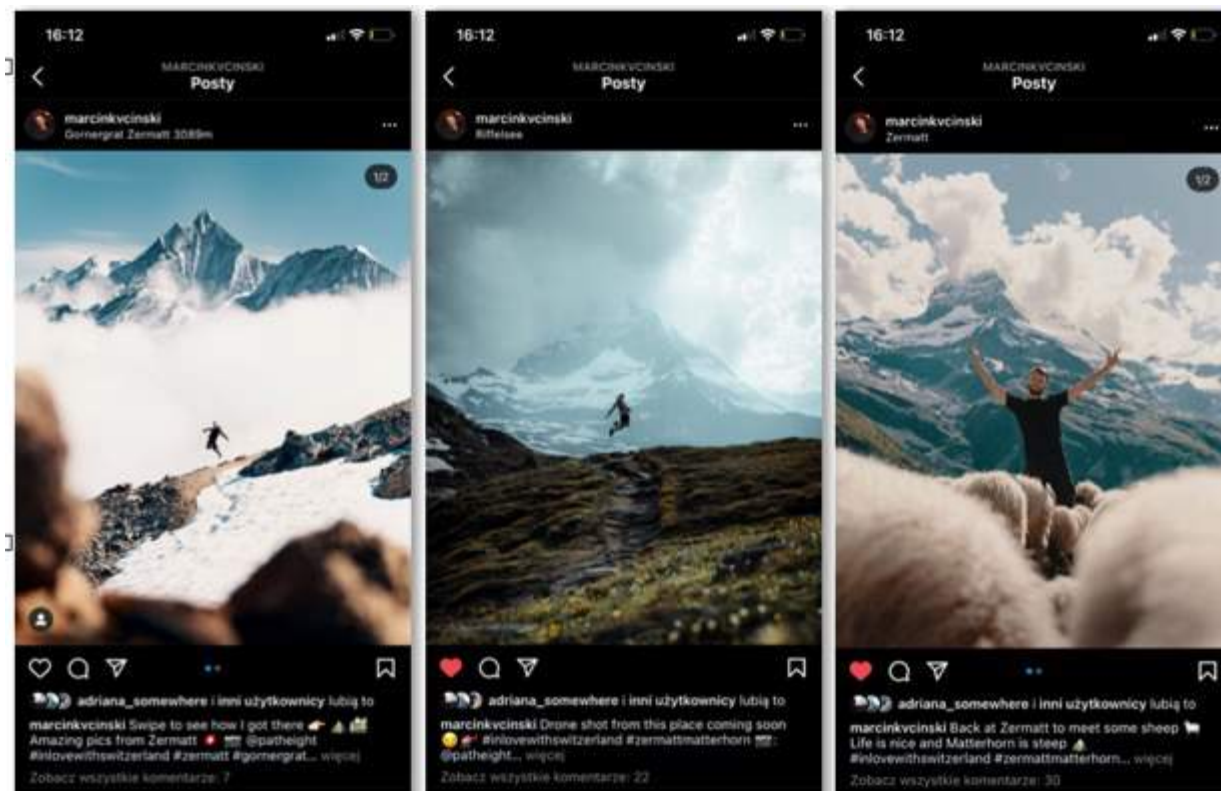 16:12
MARCINKVCINSKI
Posty
marcinkvcinski
Gornergrat Zermatt 3089m
1/2
adriana_somewhere i inni użytkownicy lubią to
marcinkvcinski Swipe to see how I got there 👉 ⛰ 🏞
Amazing pics from Zermatt 🇨🇭 📷 @patheight
#inlovewithswitzerland #zermatt #gornergrat... więcej
Zobacz wszystkie komentarze: 7
16:12
MARCINKVCINSKI
Posty
marcinkvcinski
Riffelsee
adriana_somewhere i inni użytkownicy lubią to
marcinkvcinski Drone shot from this place coming soon
#inlovewithswitzerland #zermattmatterhorn 📷:
@patheight... więcej
Zobacz wszystkie komentarze: 22
16:12
MARCINKVCINSKI
Posty
marcinkvcinski
Zermatt
1/2
adriana_somewhere i inni użytkownicy lubią to
marcinkvcinski Back at Zermatt to meet some sheep 🐑
Life is nice and Matterhorn is steep ⛰
#inlovewithswitzerland #zermattmatterhorn... więcej
Zobacz wszystkie komentarze: 30